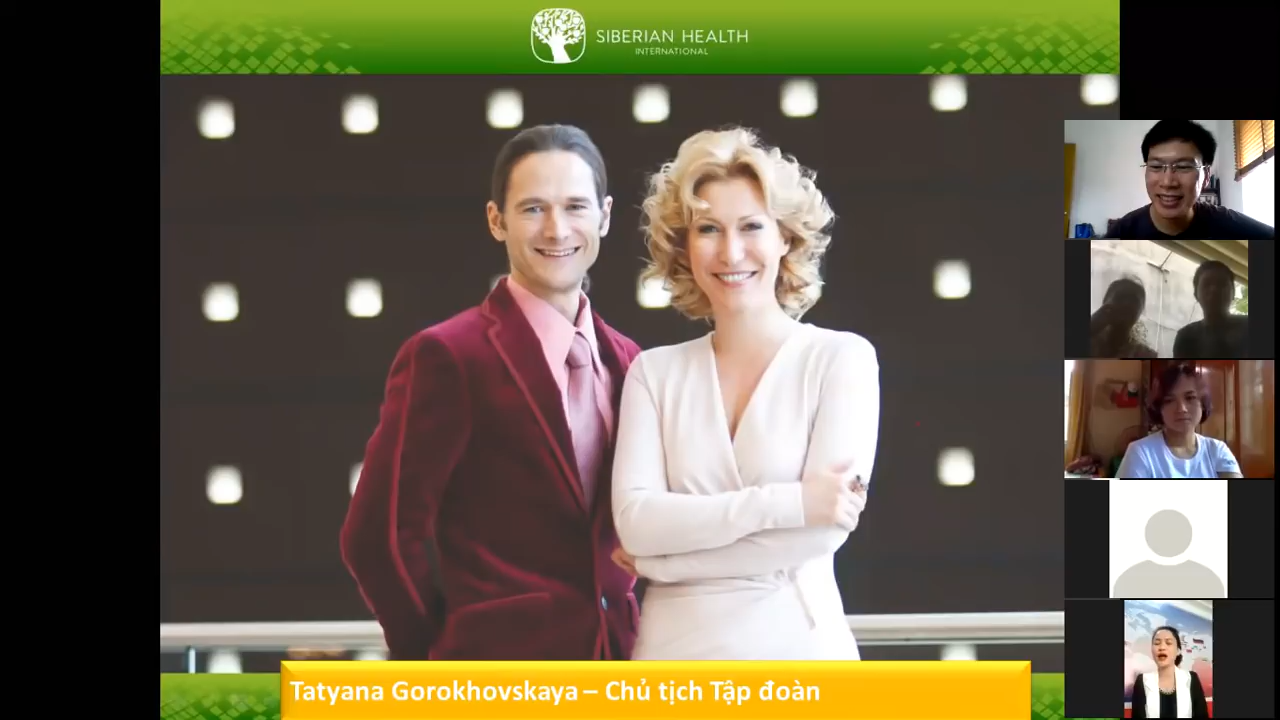 SIBERIAN HEALTH
INTERNATIONAL
Tatyana Gorokhovskaya – Chủ tịch Tập đoàn